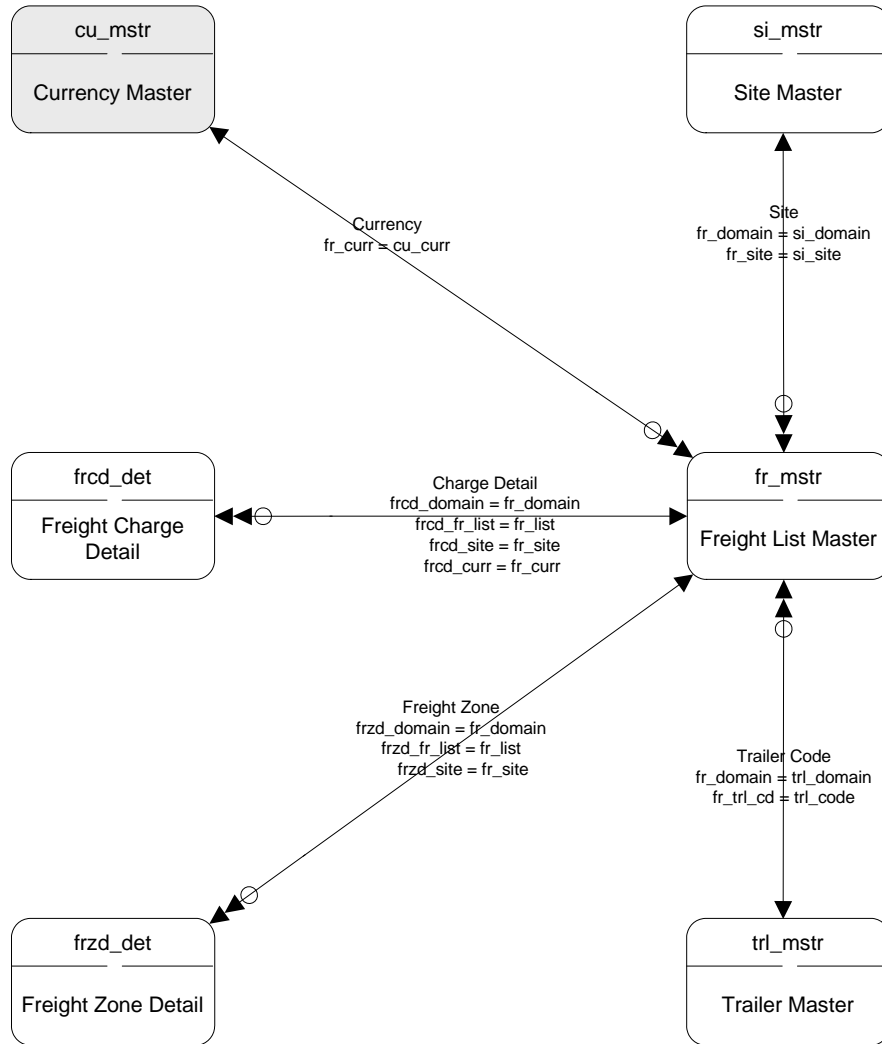 cu_mstr
Currency Master
si_mstr
Site Master
Currency
fr_curr = cu_curr
Site
fr_domain = si_domain
fr_site = si_site
frcd_det
Freight Charge
Detail
Charge Detail
frcd_domain = fr_domain
frcd_fr_list = fr_list
frcd_site = fr_site
frcd_curr = fr_curr
fr_mstr
Freight List Master
Freight Zone
frzd_domain = fr_domain
frzd_fr_list = fr_list
frzd_site = fr_site
Trailer Code
fr_domain = trl_domain
fr_trl_cd = trl_code
frzd_det
Freight Zone Detail
trl_mstr
Trailer Master